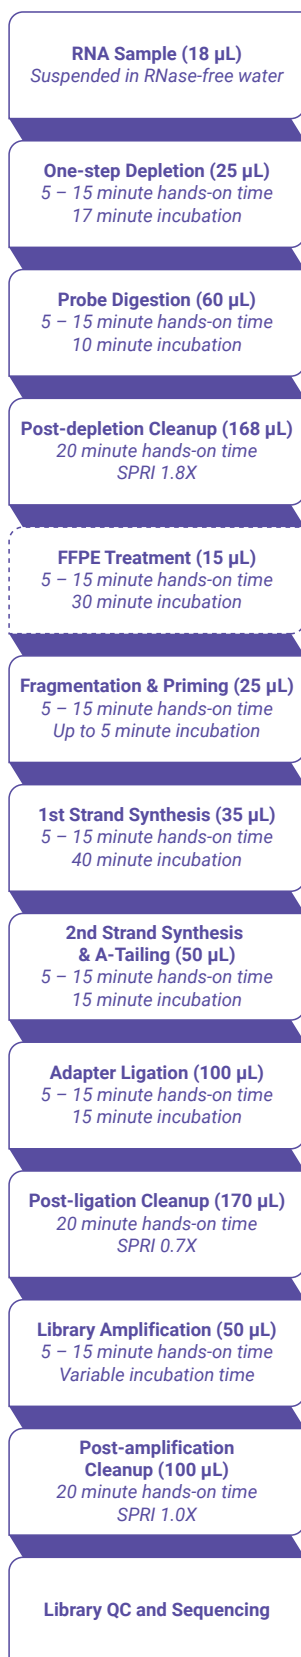 RNA Sample (18 µL)
Suspended in RNase-free water
One-step Depletion (25 µL)
5 – 15 minute hands-on time
17 minute incubation
Probe Digestion (60 µL)
5 – 15 minute hands-on time
10 minute incubation
Post-depletion Cleanup (168 µL)
20 minute hands-on time
SPRI 1.8X
FFPE Treatment (15 µL)
5 – 15 minute hands-on time
30 minute incubation
Fragmentation & Priming (25 µL)
5 – 15 minute hands-on time
Up to 5 minute incubation
1st Strand Synthesis (35 µL)
5 – 15 minute hands-on time
40 minute incubation
2nd Strand Synthesis
& A-Tailing (50 µL)
5 – 15 minute hands-on time
15 minute incubation
Adapter Ligation (100 µL)
5 – 15 minute hands-on time
15 minute incubation
Post-ligation Cleanup (170 µL)
20 minute hands-on time
SPRI 0.7X
Library Amplification (50 µL)
5 – 15 minute hands-on time
Variable incubation time
Post-amplification
Cleanup (100 µL)
20 minute hands-on time
SPRI 1.0X
Library QC and Sequencing